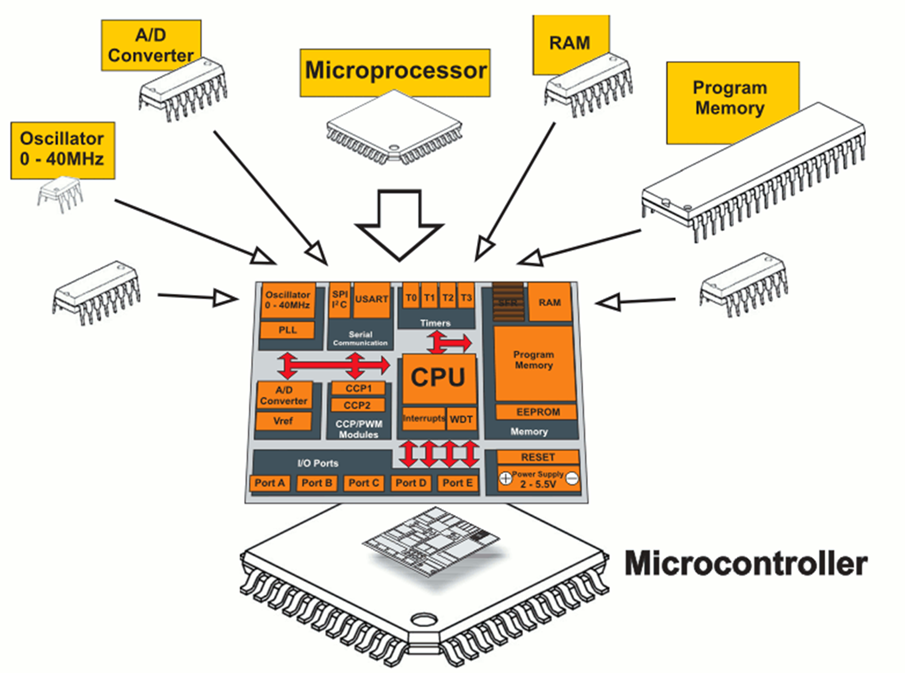 A/D
Converter
Microprocessor
RAM
Program
Memory
Oscillator
0 - 40MHz
Oscillator
0 - 40MHz
PLL
SPI
I²C
USART
Serial
Communication
T0 T1 T2 T3
Timers
SFR
RAM
Program
Memory
EEPROM
Memory
A/D
Converter
Vref
CCP1
CCP2
CCP/PWM
Modules
CPU
Interrupts
WDT
I/O Ports
Port A Port B Port C Port D Port E
RESET
Power Supply
+ 2 - 5.5V -
Microcontroller